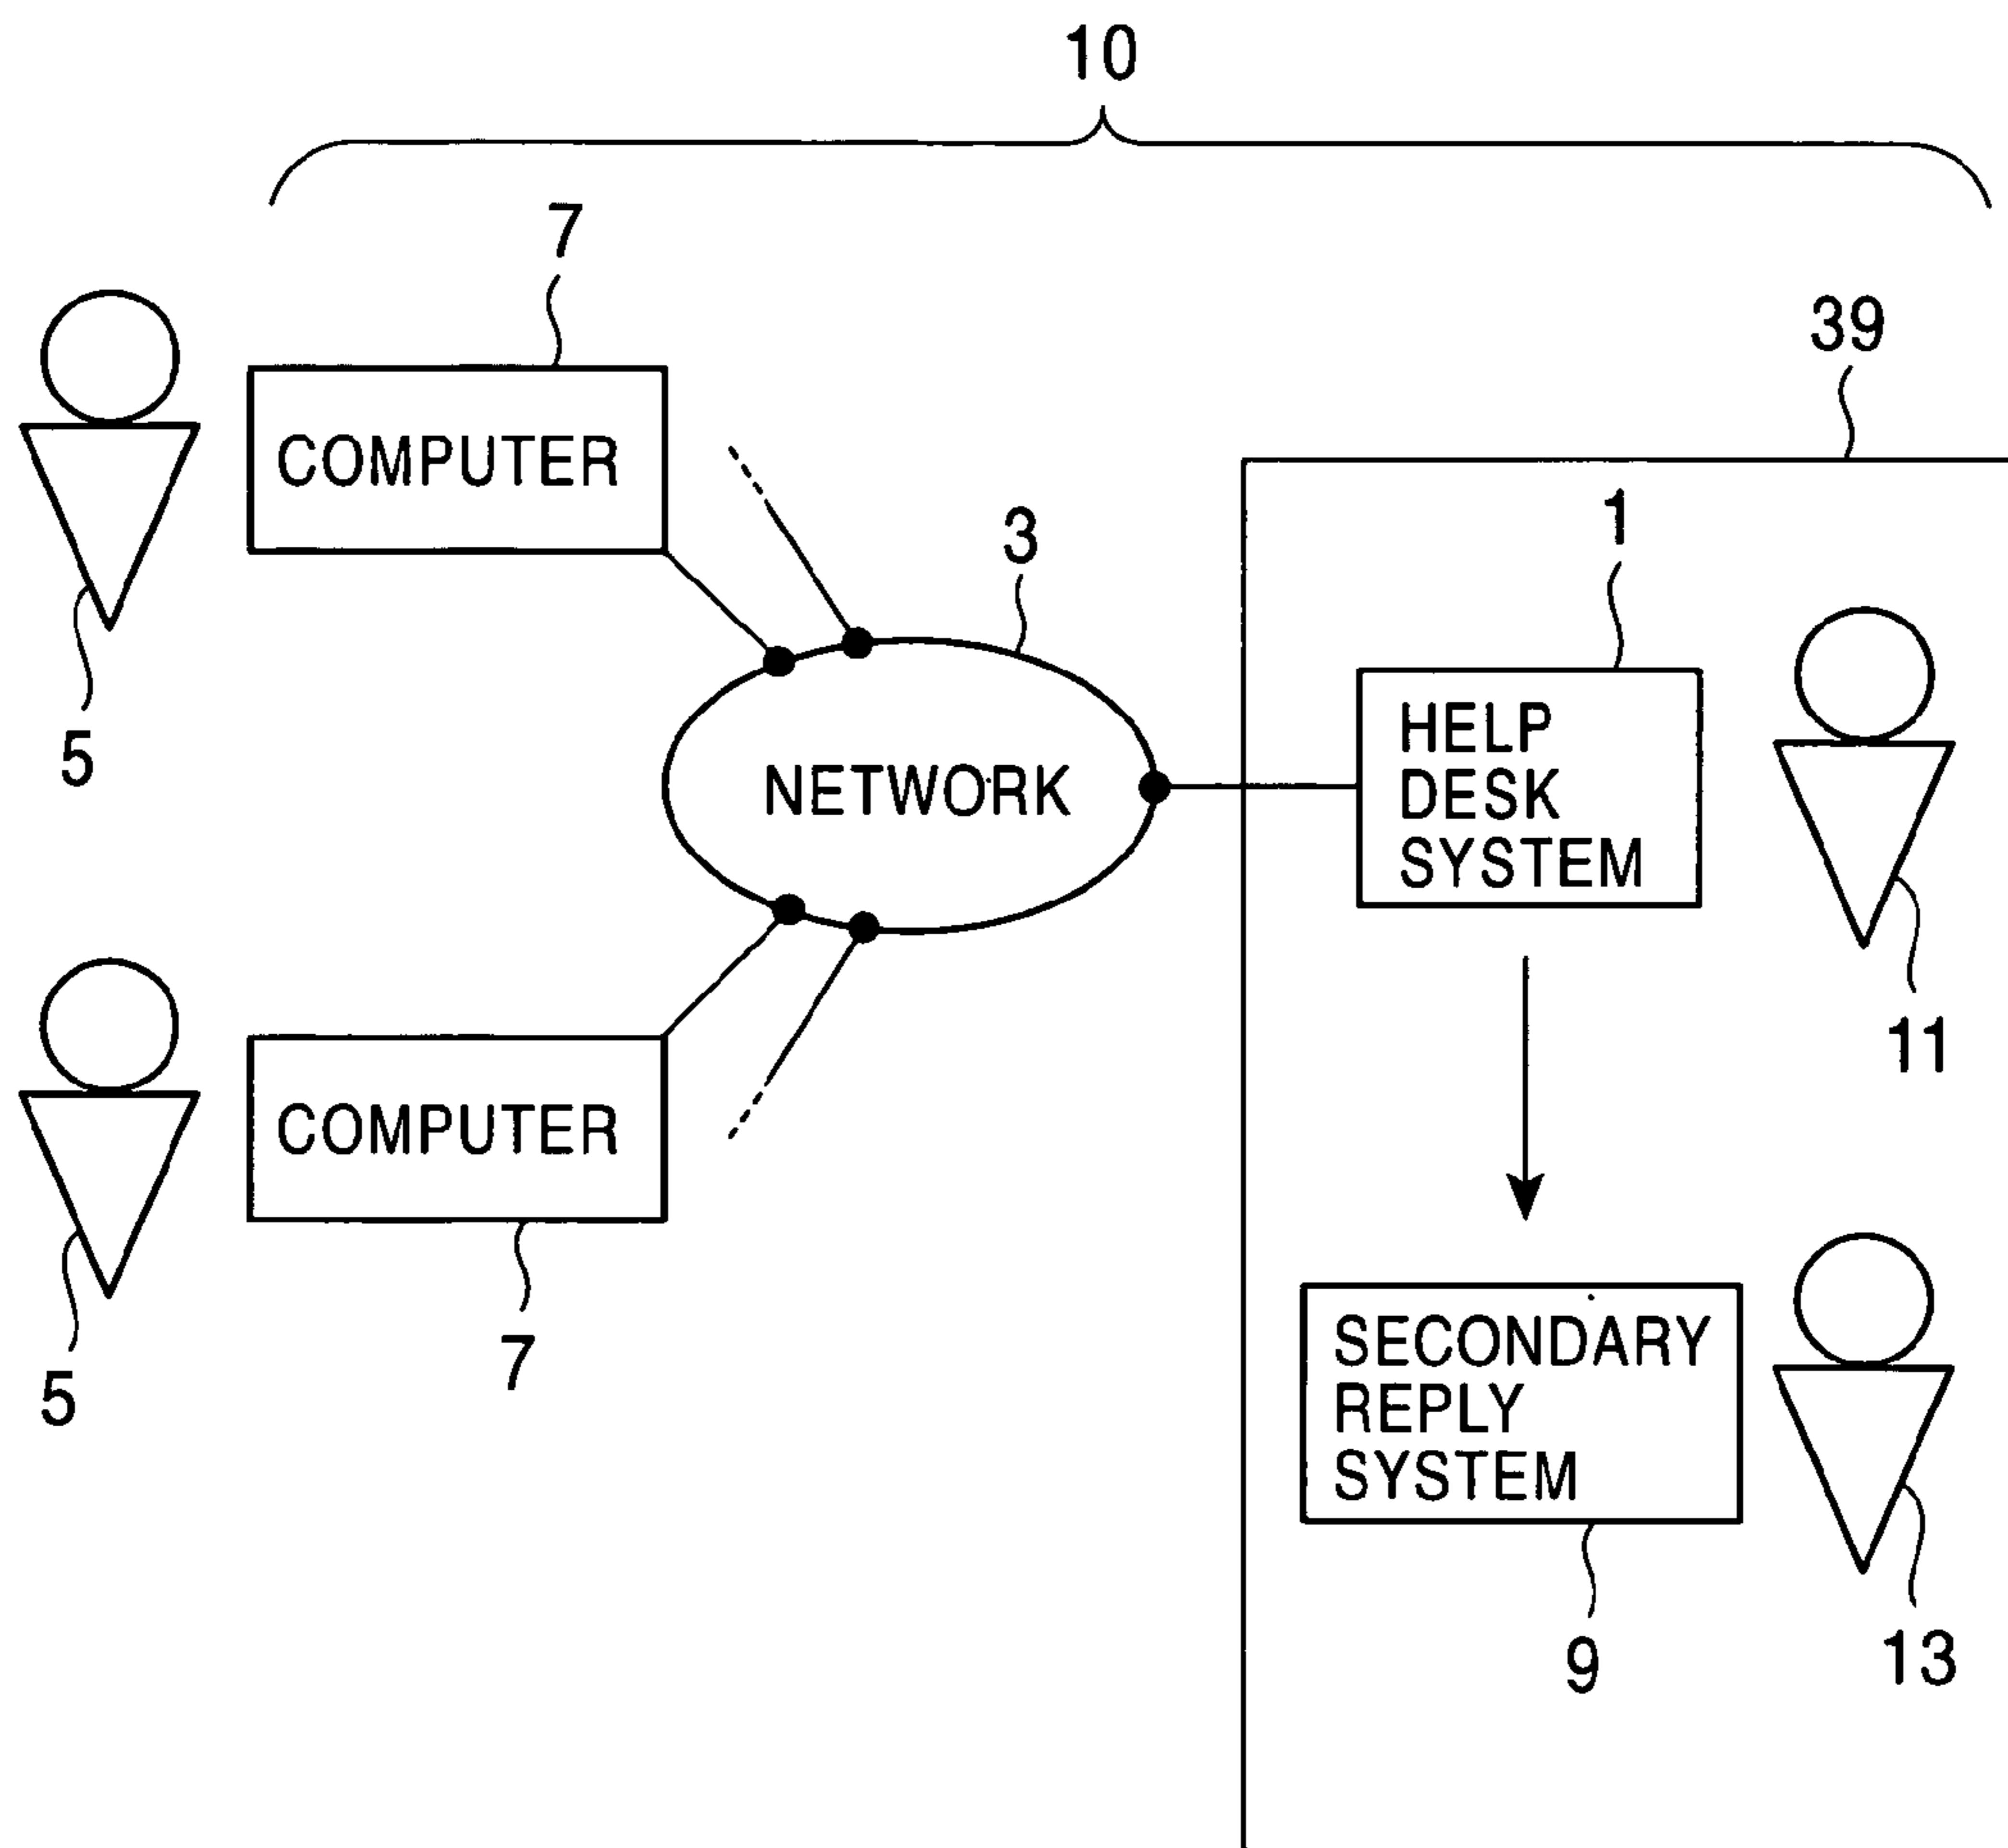 10
7
39
COMPUTER
1
3
5
HELP
DESK
SYSTEM
NETWORK
11
COMPUTER
7
5
SECONDARY
REPLY
SYSTEM
9
13